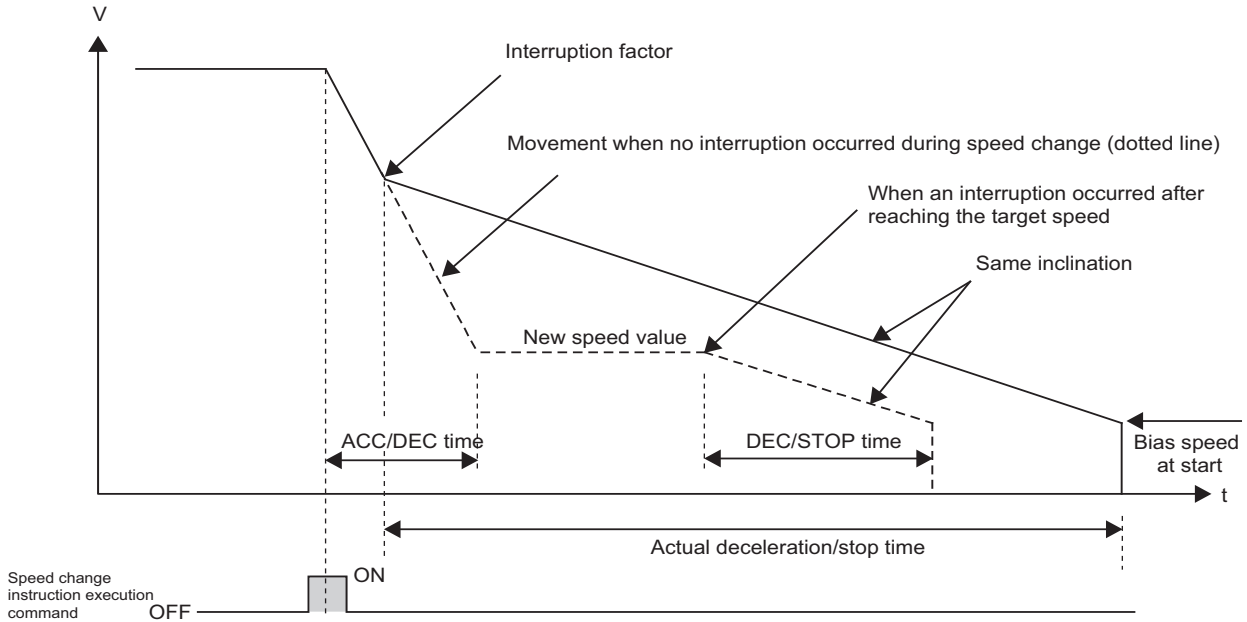 V
Interruption factor
Movement when no interruption occurred during speed change (dotted line)
When an interruption occurred after
reaching the target speed
Same inclination
New speed value
ACC/DEC time
DEC/STOP time
Bias speed
at start
t
Actual deceleration/stop time
Speed change
instruction execution
command
OFF
ON